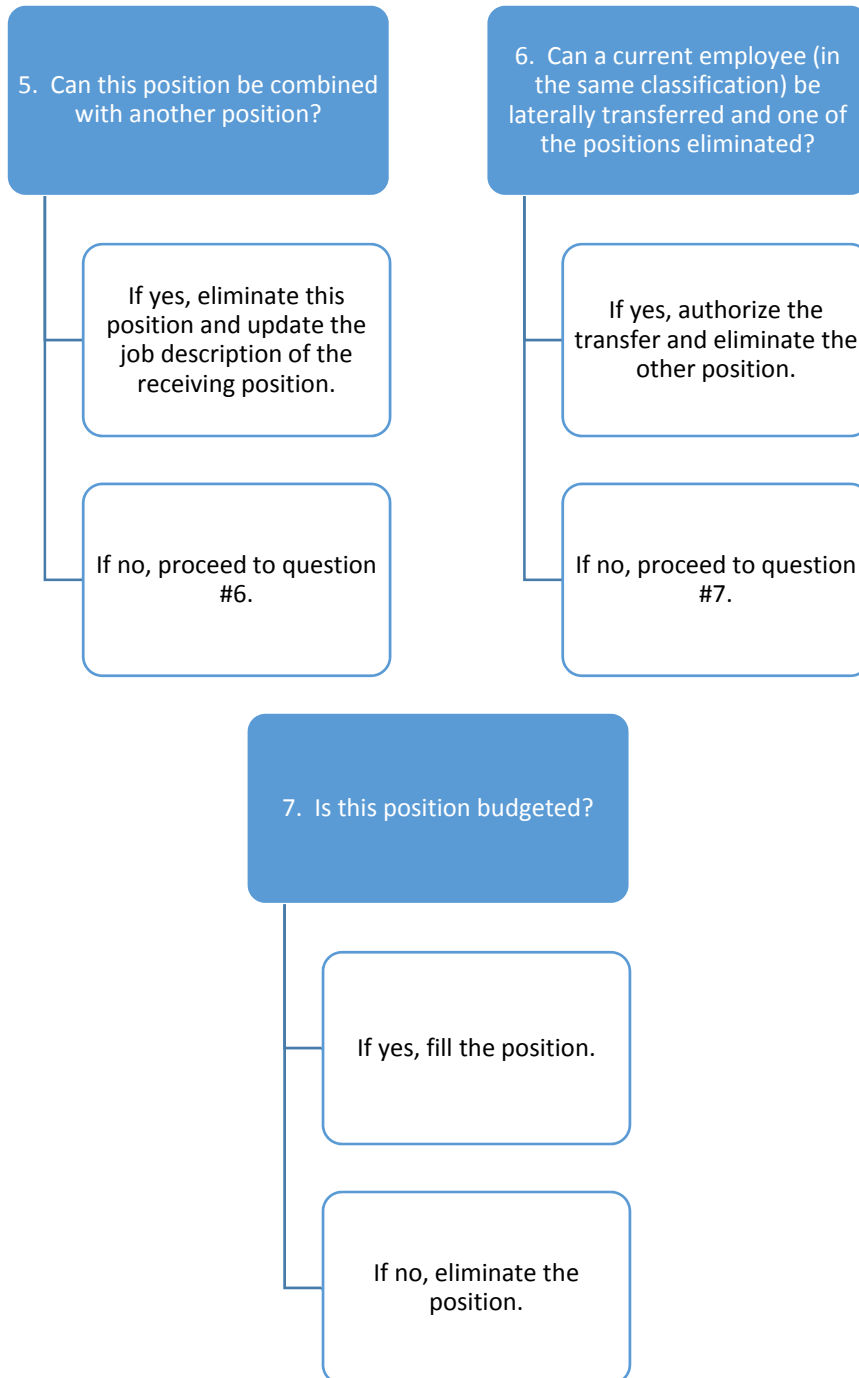 5.  Can this position be combined
with another position?
If yes, eliminate this
position and update the
job description of the
receiving position.
If no, proceed to question
#6.
6.  Can a current employee (in
the same classification) be
laterally transferred and one of
the positions eliminated?
If yes, authorize the
transfer and eliminate the
other position.
If no, proceed to question
#7.
7.  Is this position budgeted?
If yes, fill the position.
If no, eliminate the
position.